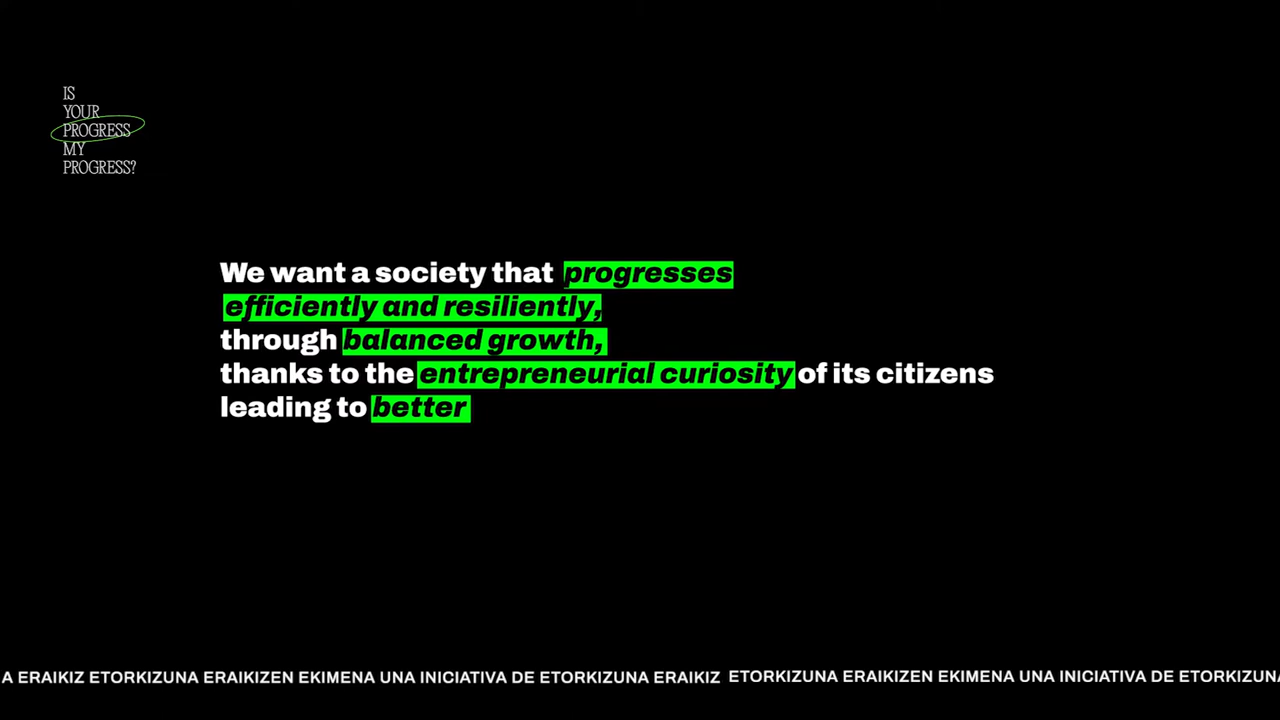 IS
YOUR
PROGRESS
MY
PROGRESS?
We want a society that progresses
efficiently and resiliently,
through balanced growth,
thanks to the entrepreneurial curiosity of its citizens
leading to better
A ERAIKIZ ETORKIZUNA ERAIKIZEN EKIMENA UNA INICIATIVA DE ETORKIZUNA ERAIKIZ ETORKIZUNA ERAIKIZEN EKIMENA UNA INICIATIVA DE ETORKIZUNA